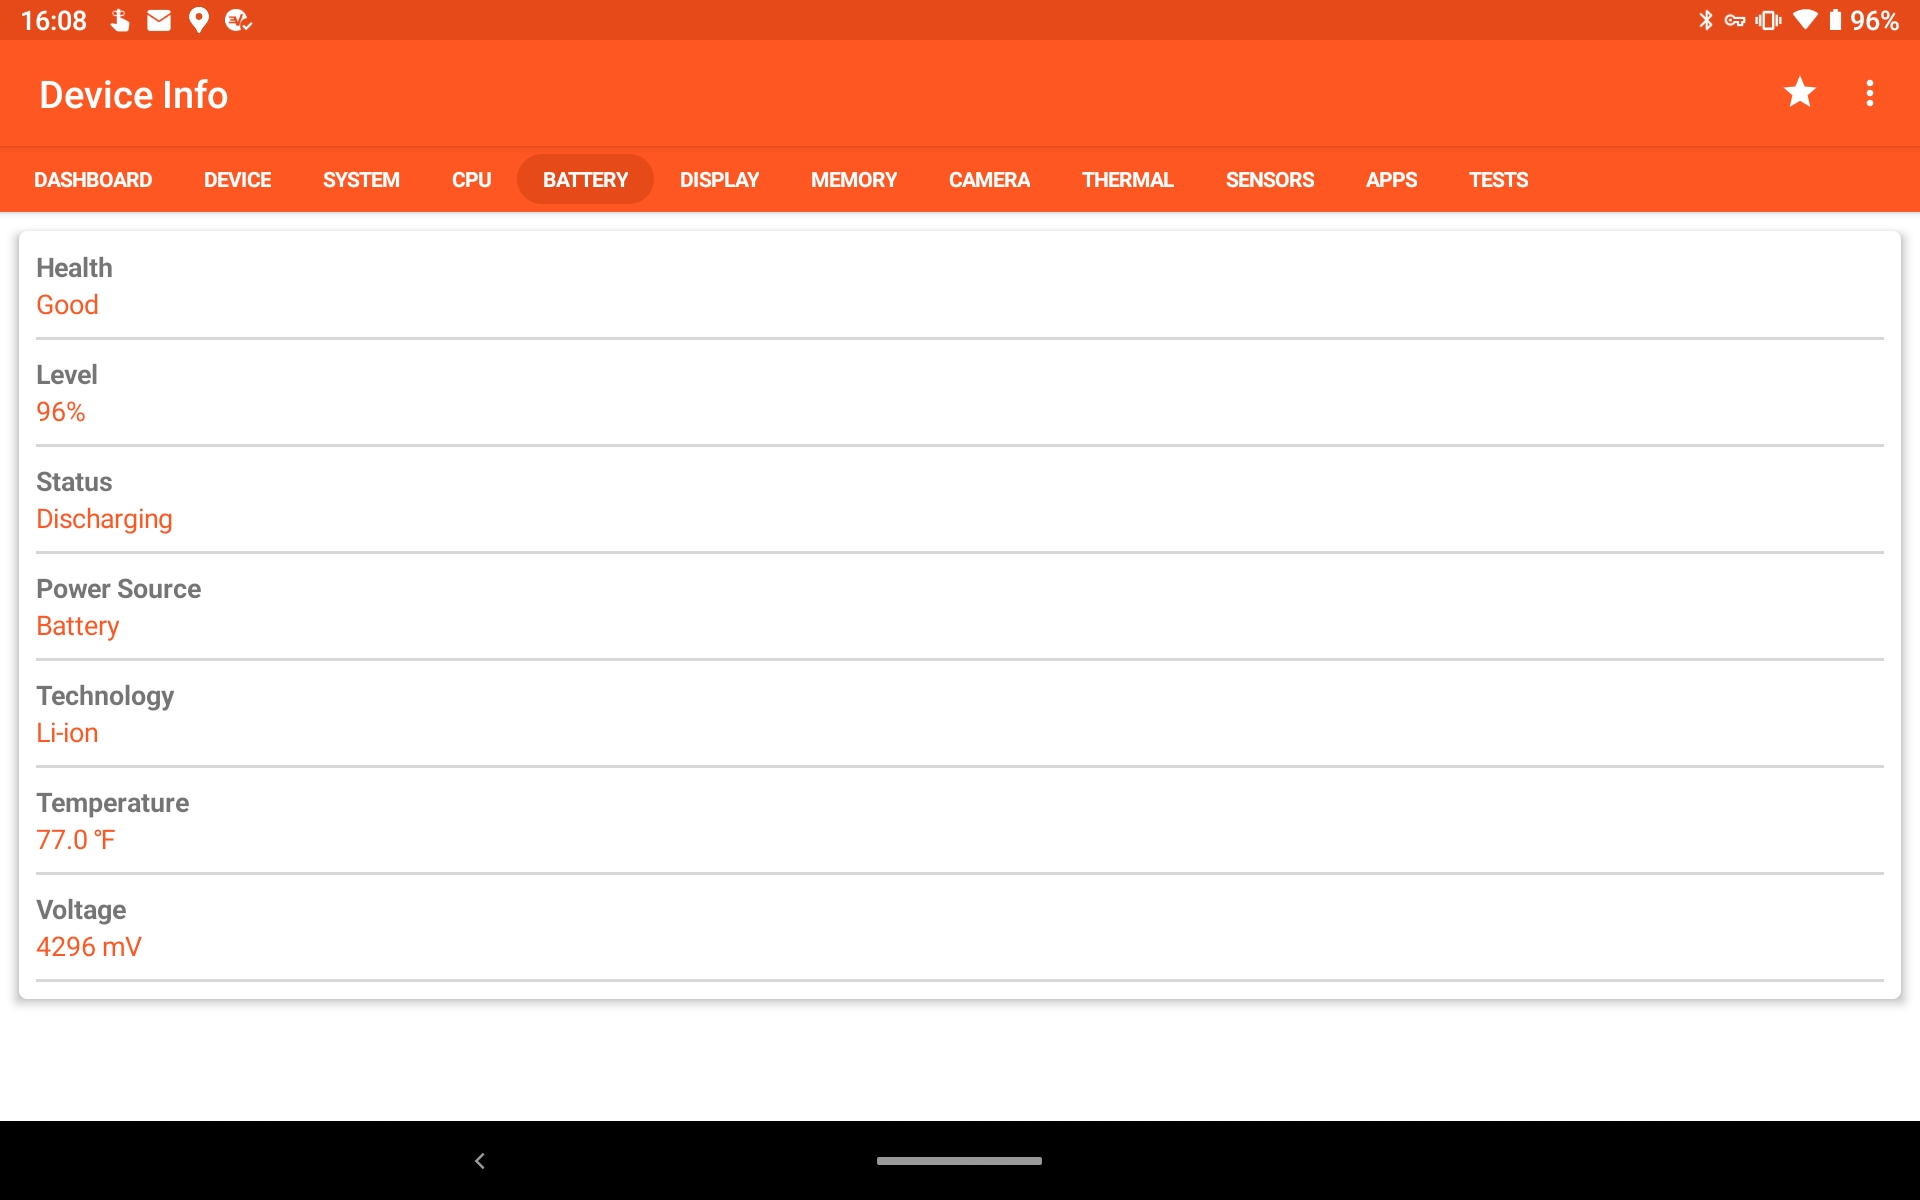 16:08 96%
Device Info
DASHBOARD DEVICE SYSTEM CPU BATTERY DISPLAY MEMORY CAMERA THERMAL SENSORS APPS TESTS
Health
Good
Level
96%
Status
Discharging
Power Source
Battery
Technology
Li-ion
Temperature
77.0 °F
Voltage
4296 mV